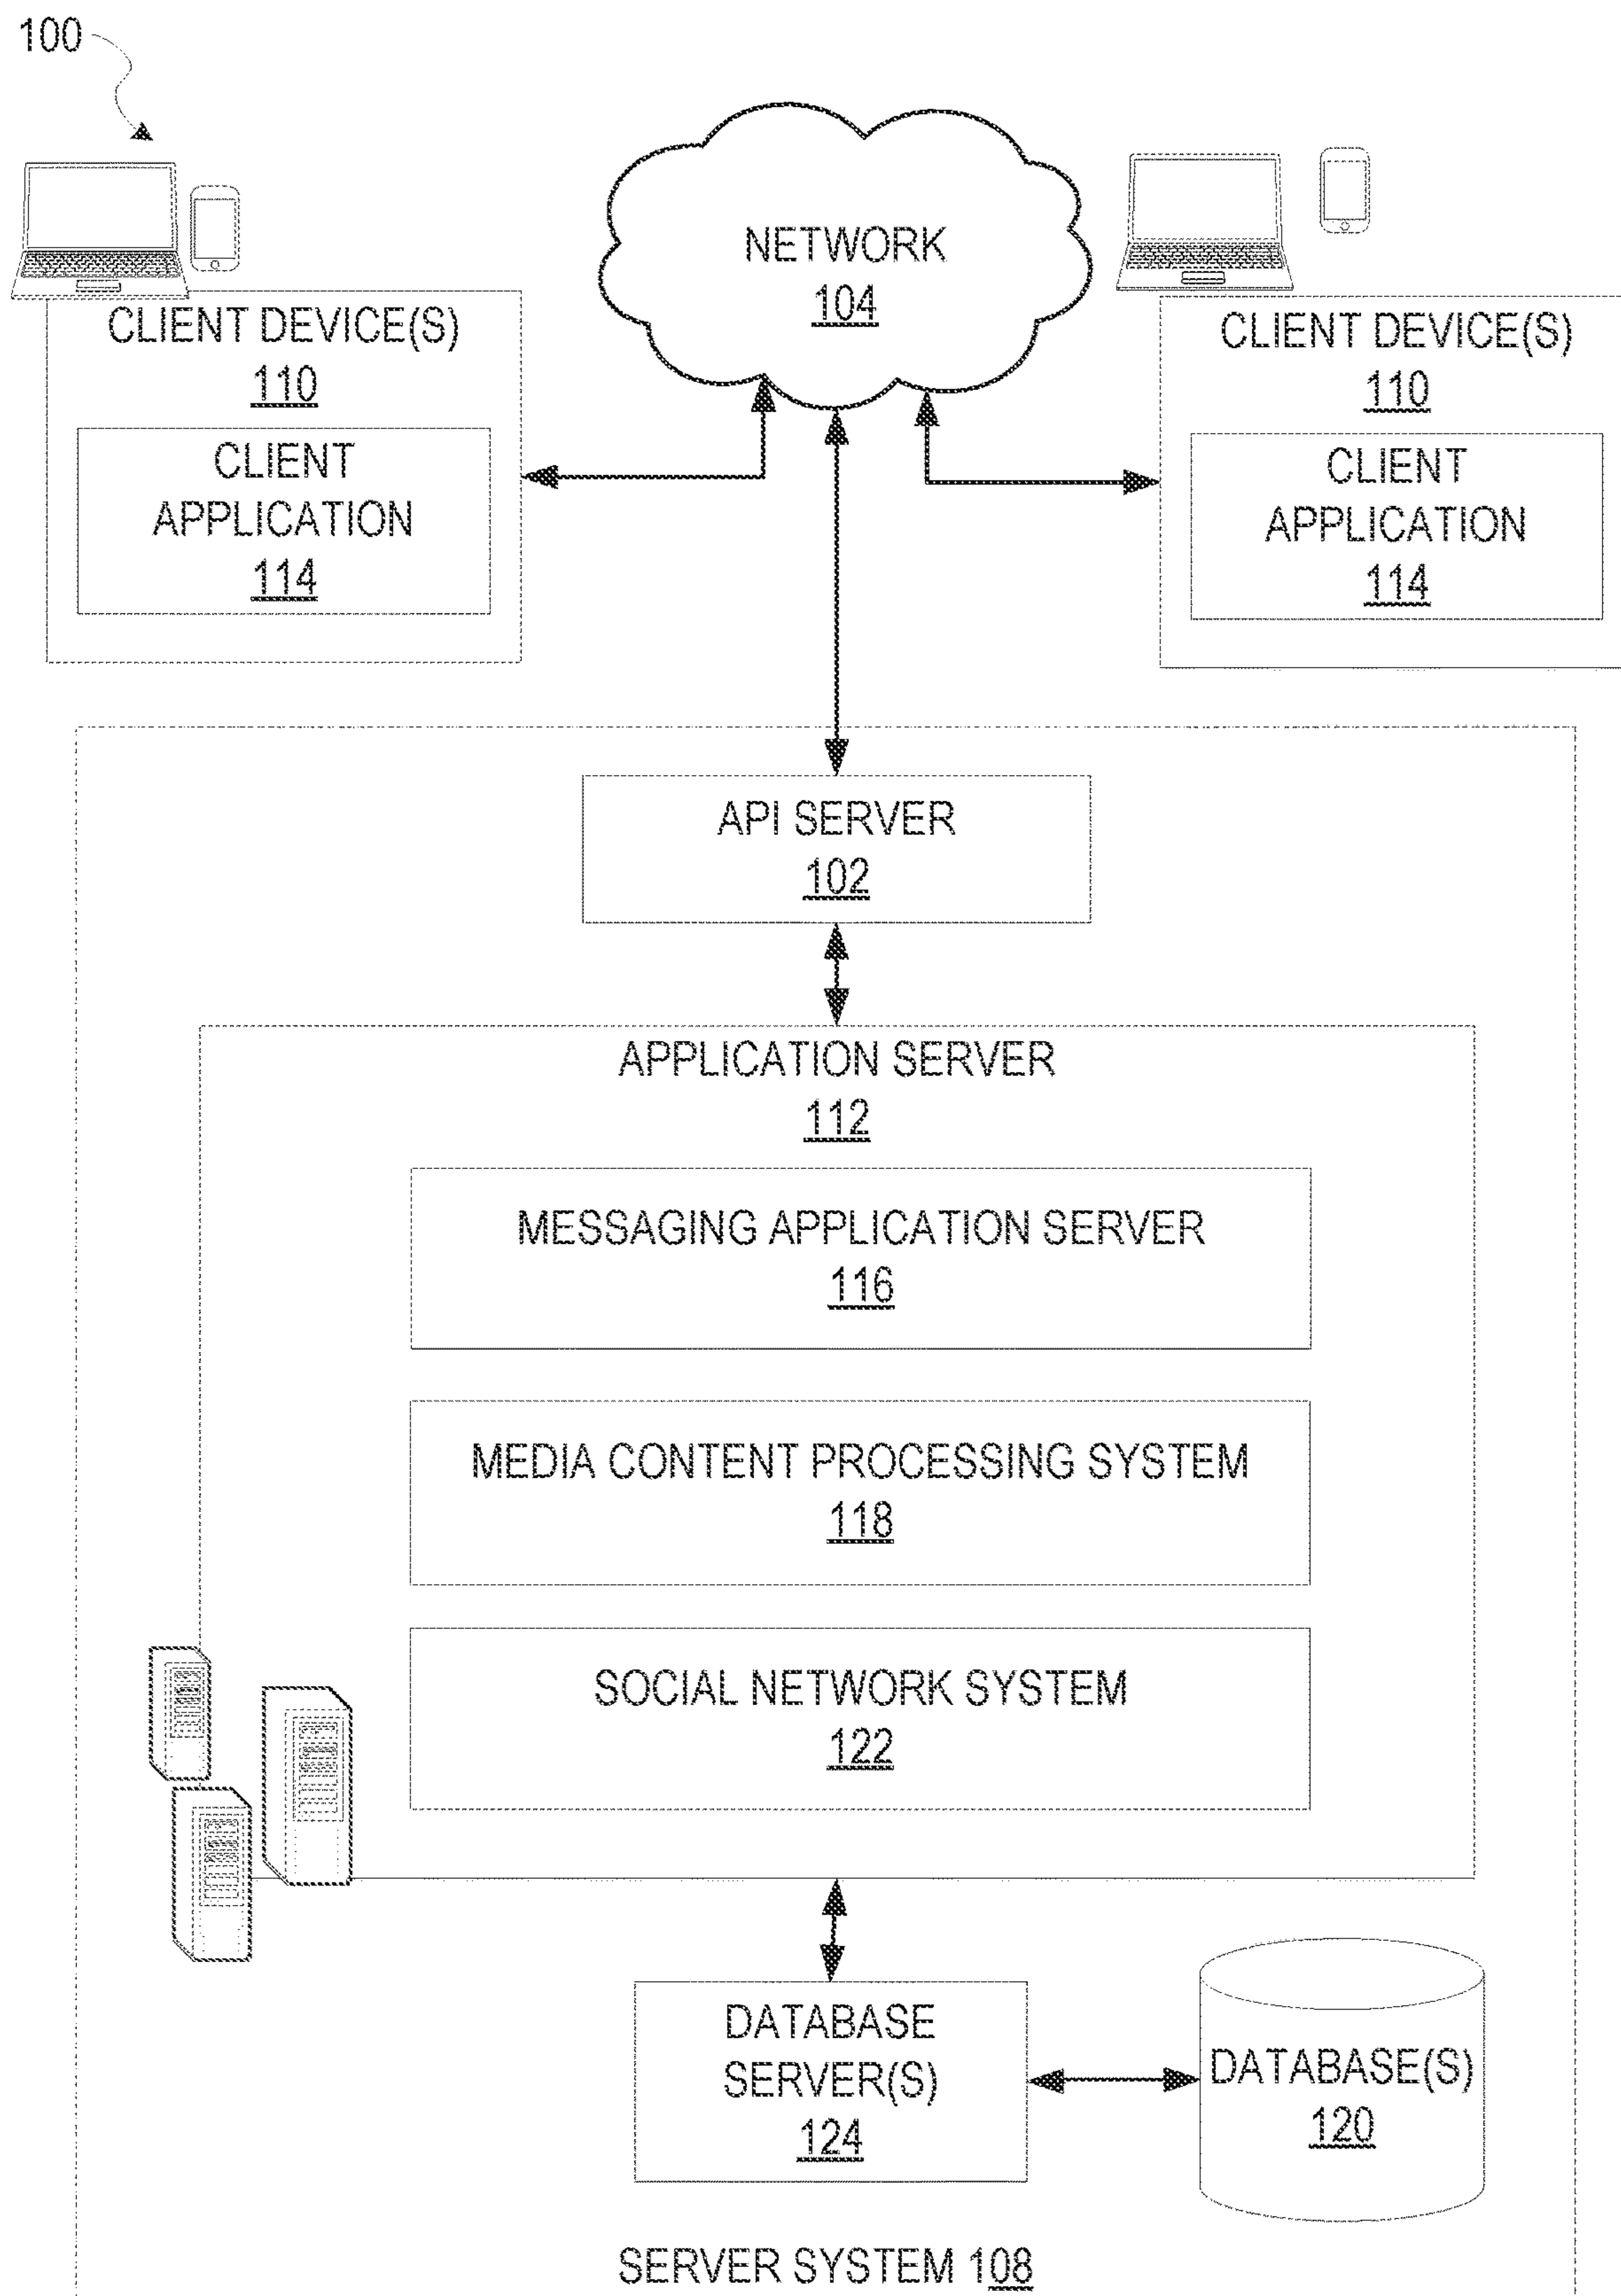 100
NETWORK
104
CLIENT DEVICE(S)
110
CLIENT
APPLICATION
114
CLIENT DEVICE(S)
110
CLIENT
APPLICATION
114
API SERVER
102
APPLICATION SERVER
112
MESSAGING APPLICATION SERVER
116
MEDIA CONTENT PROCESSING SYSTEM
118
SOCIAL NETWORK SYSTEM
122
DATABASE
SERVER(S)
124
DATABASE(S)
120
SERVER SYSTEM 108